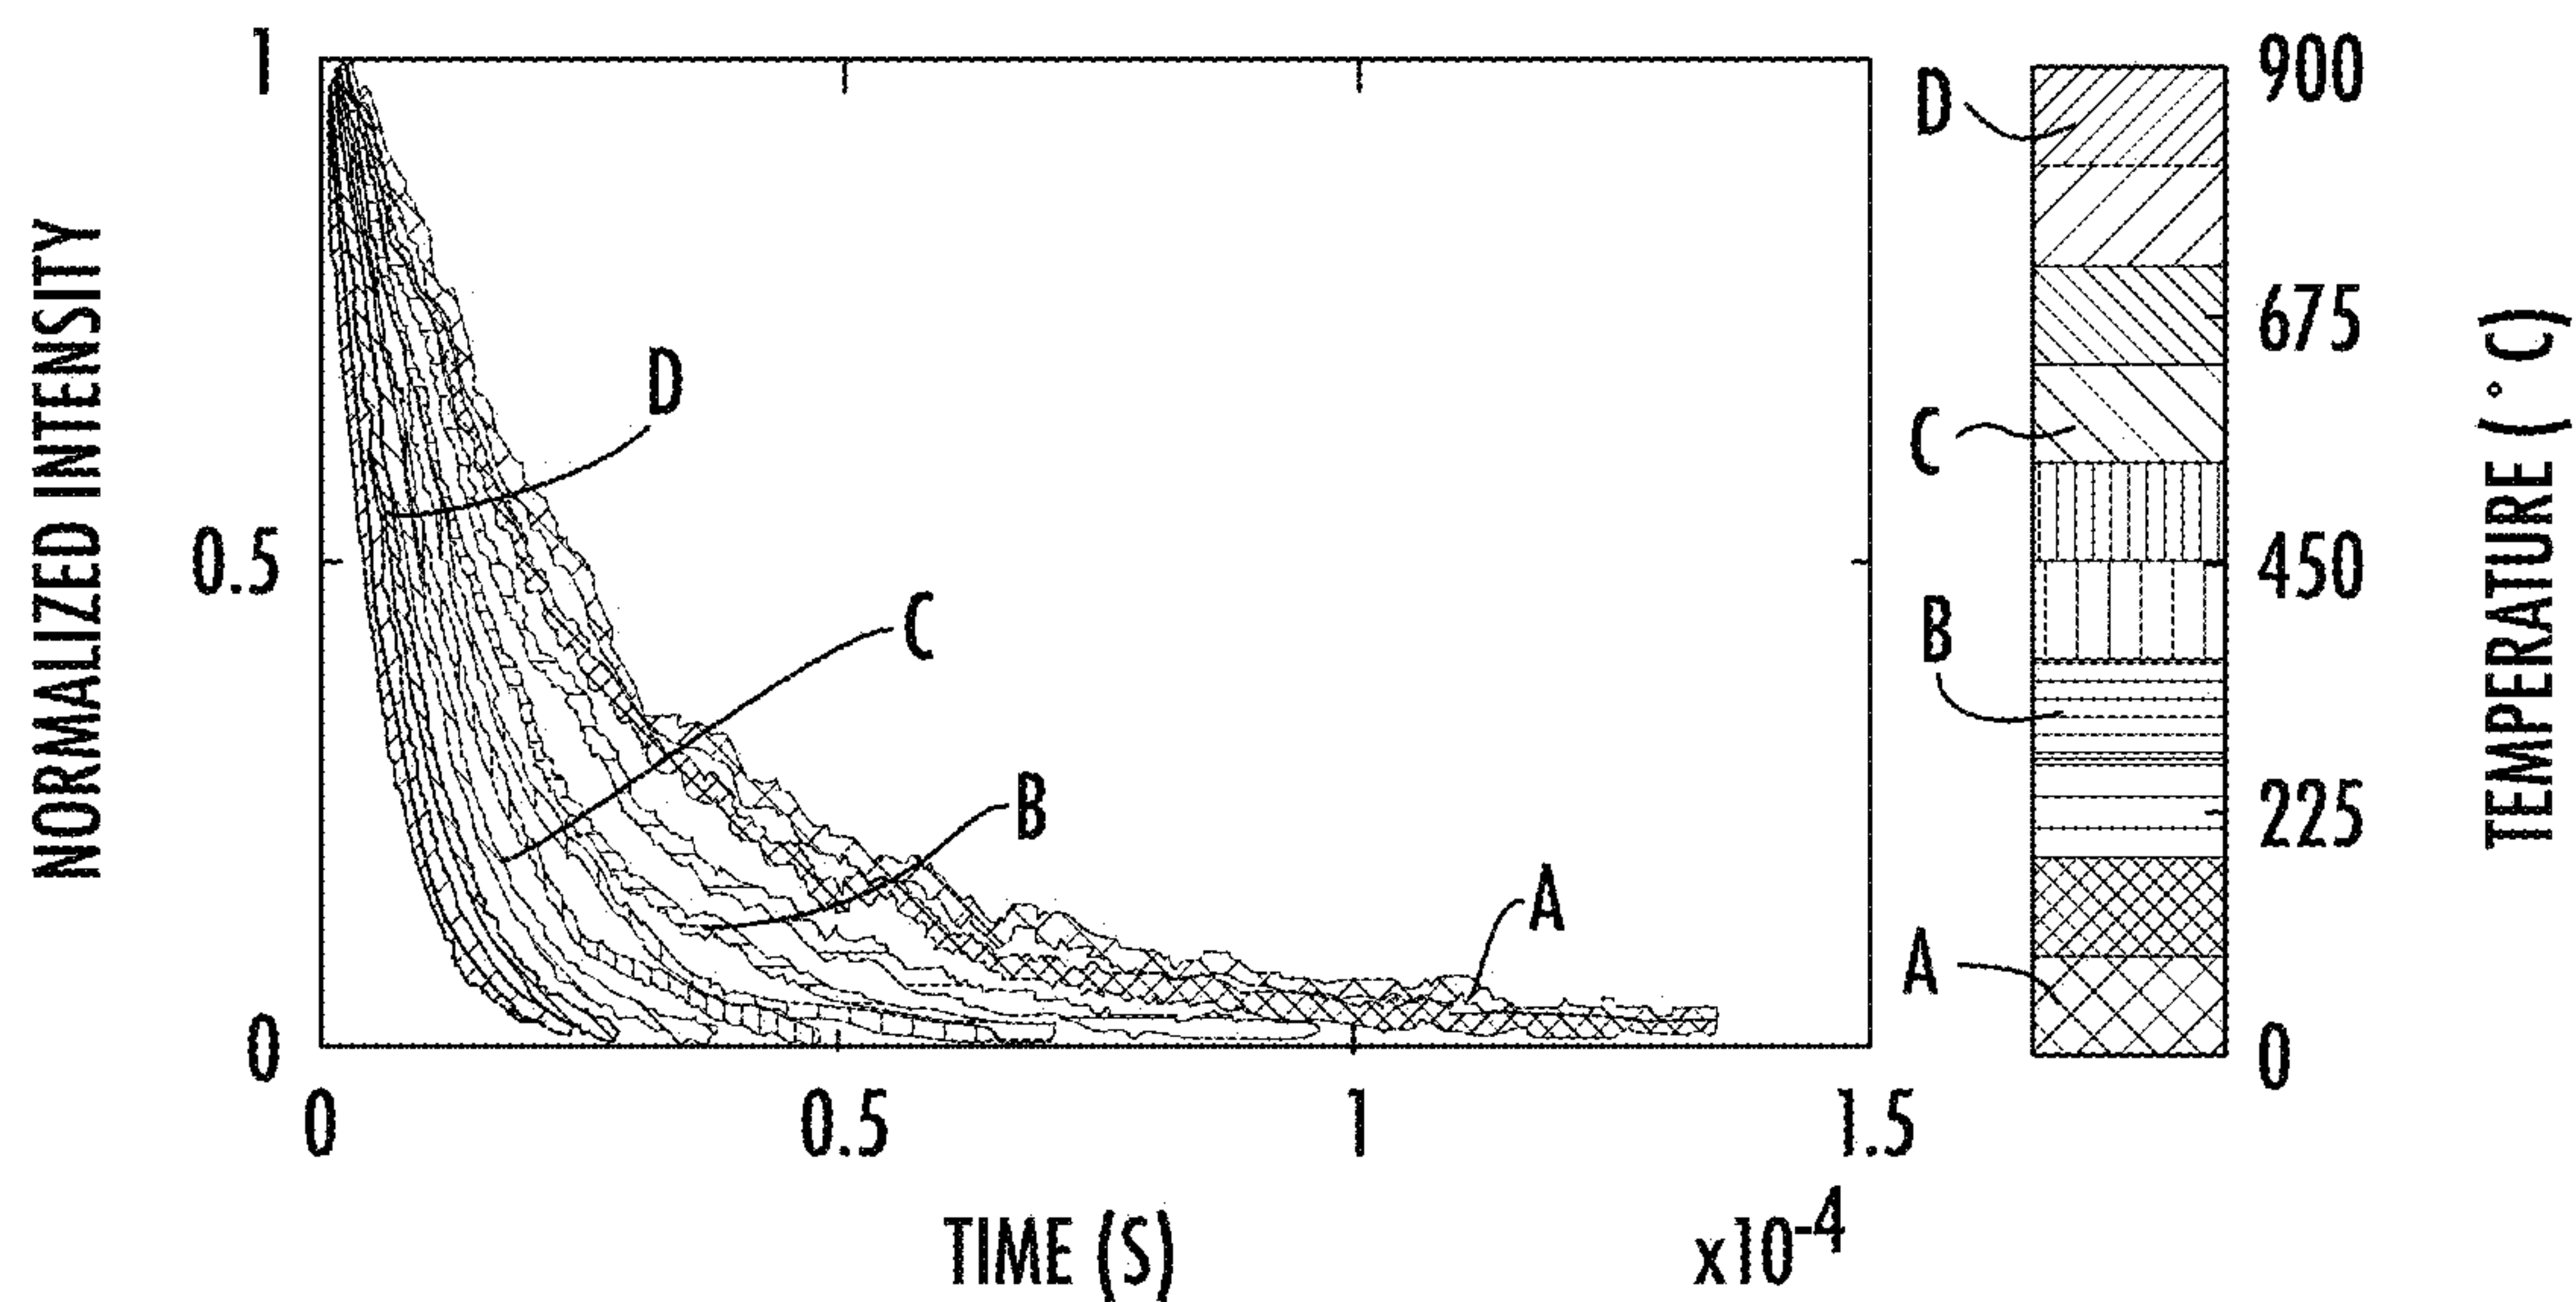 NORMALIZED INTENSITY
1
0.5
0
D
C
B
A
0
0.5
1
1.5
TIME (S)
x10-4
D
C
B
A
900
675
450
225
0
TEMPERATURE (°C)